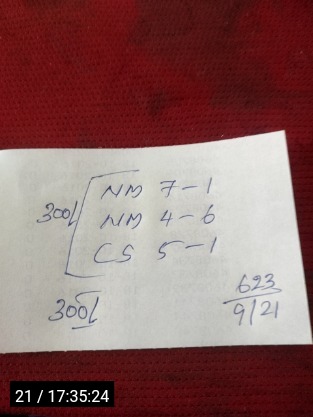 NM 7-1
300/ NM 4-6
CS 5-1
300/
623
9/21
21 / 17:35:24